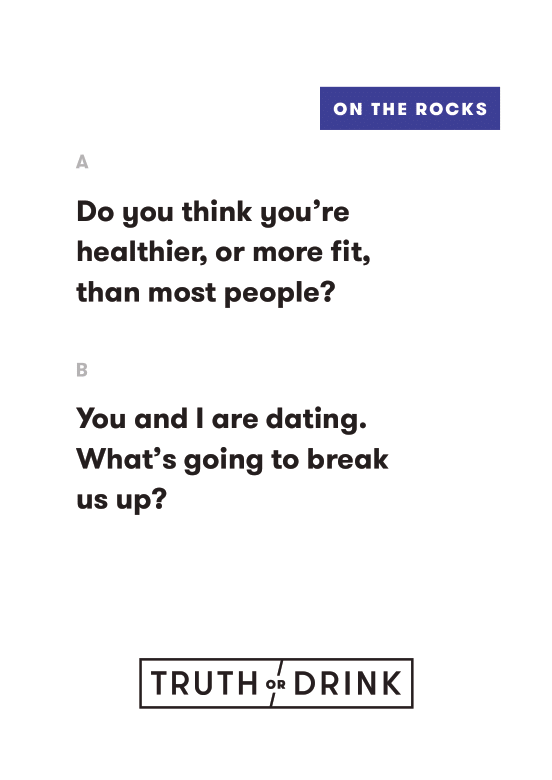 ON THE ROCKS
A
Do you think you’re
healthier, or more fit,
than most people?
B
You and I are dating.
What’s going to break
us up?
TRUTH OR DRINK